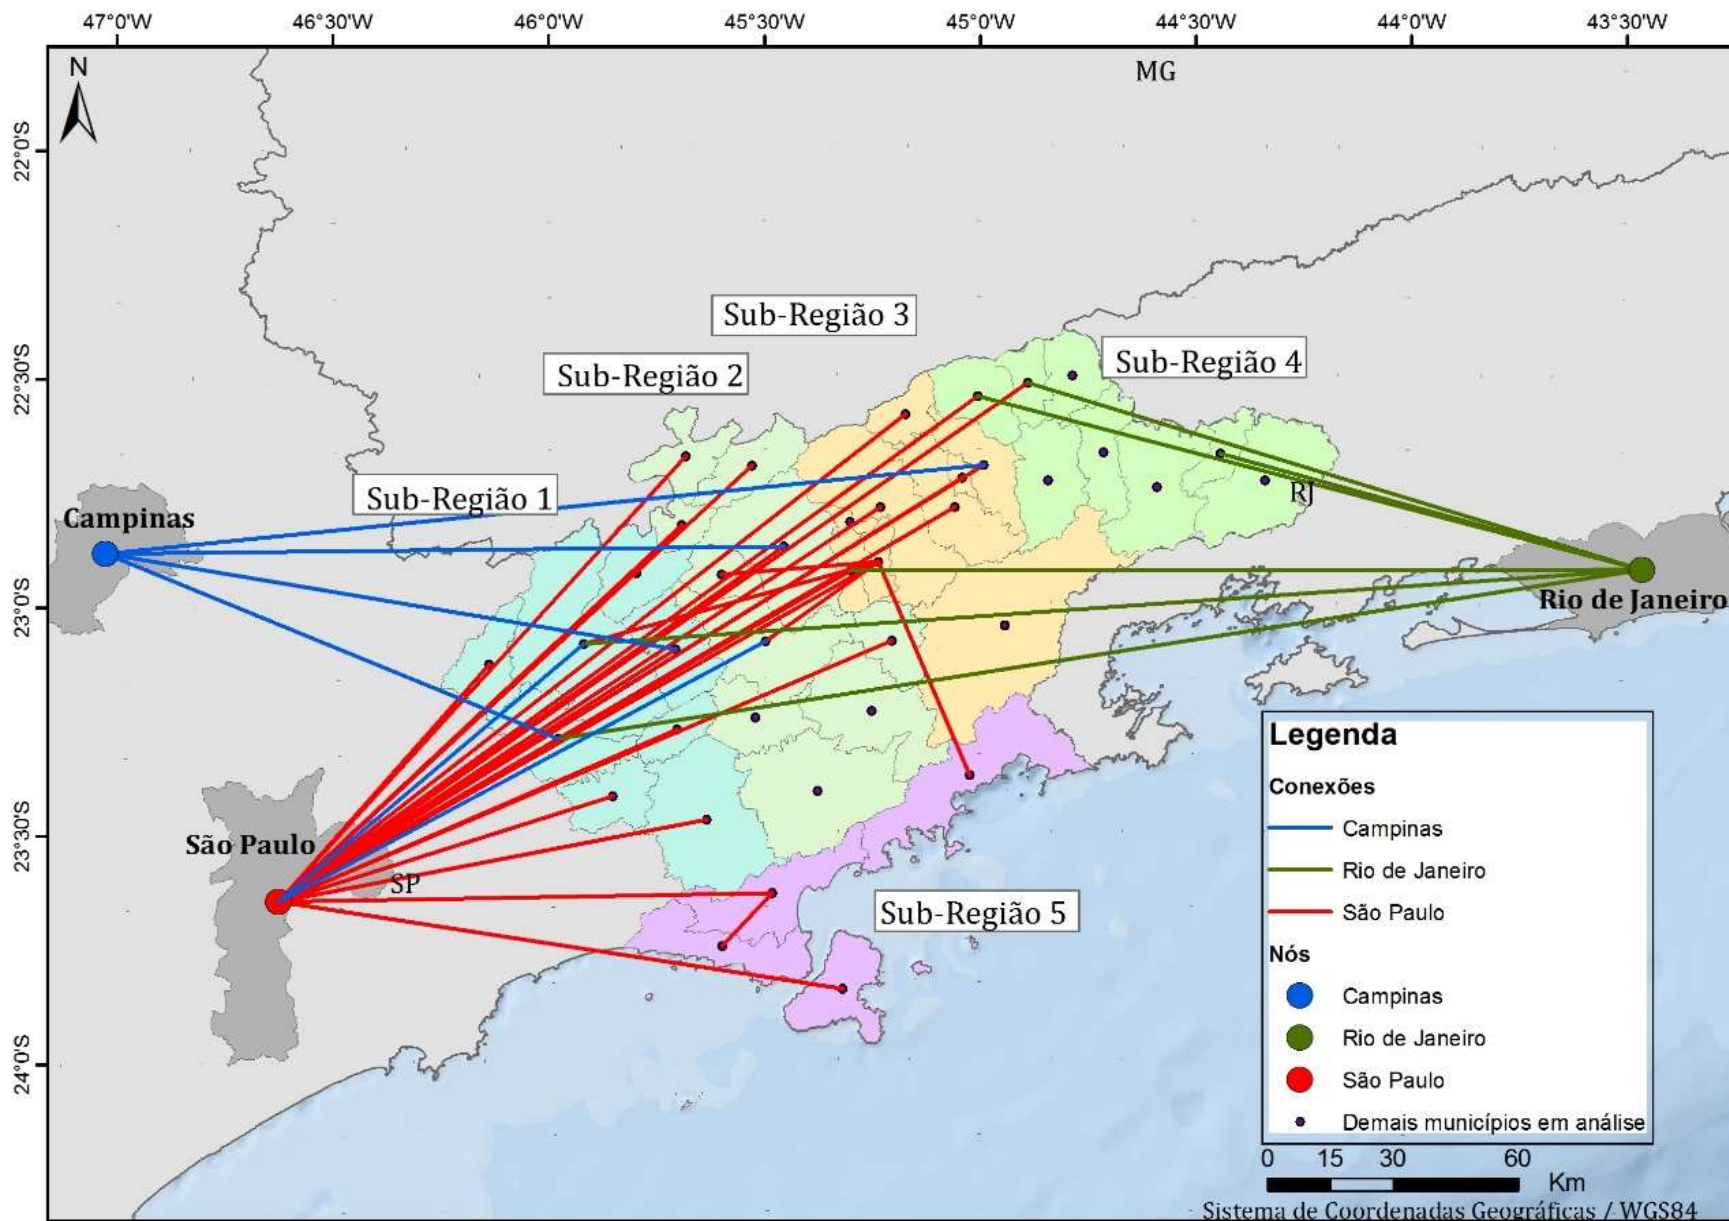 47°0'W 46°30'W 46°0'W 45°30'W 45°0'W 44°30'W 44°0'W 43°30'W
N
MG
22°0'S
Sub-Região 3
Sub-Região 4
Sub-Região 2
22°30'S
Sub-Região 1
RJ
Campinas
Rio de Janeiro
23°0'S
Legenda
Conexões
Campinas
Rio de Janeiro
São Paulo
Nós
Campinas
Rio de Janeiro
São Paulo
Demais municípios em análise
23°30'S
São Paulo
SP
Sub-Região 5
24°0'S
0 15 30 60
Km
Sistema de Coordenadas Geográficas / WGS84